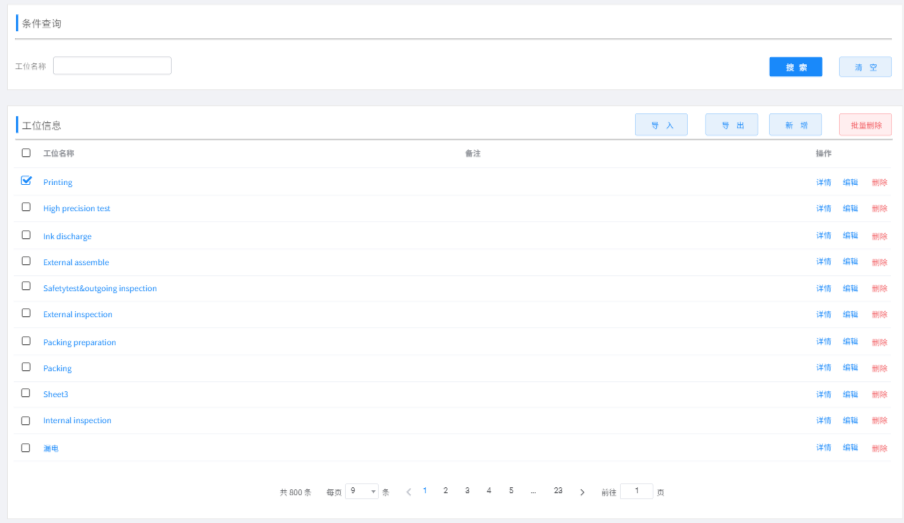 条件查询
工位名称 搜 索 清 空
工位信息 导 入 导 出 新 增 批量删除
工位名称 备注 操作
Printing 详情 编辑 删除
High precision test 详情 编辑 删除
Ink discharge 详情 编辑 删除
External assemble 详情 编辑 删除
Safetytest&outgoing inspection 详情 编辑 删除
External inspection 详情 编辑 删除
Packing preparation 详情 编辑 删除
Packing 详情 编辑 删除
Sheet3 详情 编辑 删除
Internal inspection 详情 编辑 删除
漏电 详情 编辑 删除
共 800 条 每页 9 条 < 1 2 3 4 5 ... 23 > 前往 1 页